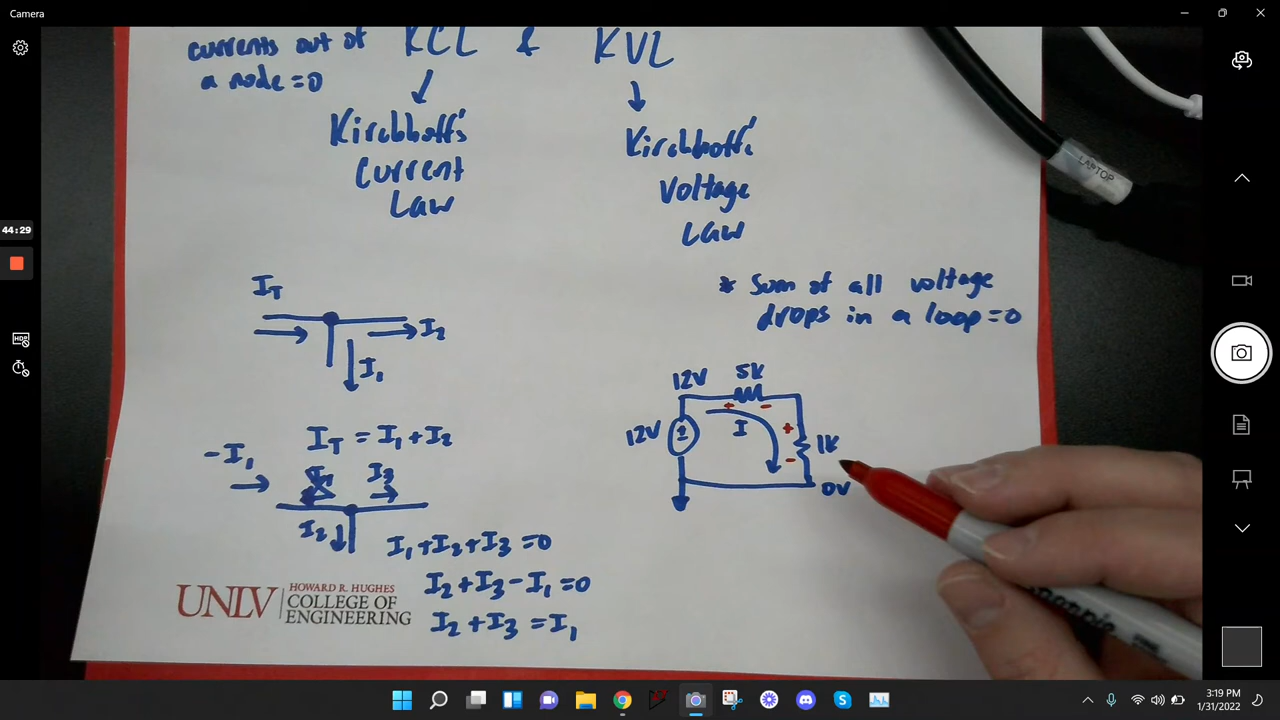 Camera
currents out of
a node = 0
KCL & KVL
Kirchhoff's
Current
Law
Kirchhoff's
Voltage
Law
LAPTOP
44:29
* Sum of all voltage
drops in a loop = 0
IT
I2
I1
IT = I1 + I2
-I1
I3
I2
I1 + I2 + I3 = 0
I2 + I3 - I1 = 0
I2 + I3 = I1
12V
5K
12V
I
+ -
+
-
1K
0V
UNLV
HOWARD R. HUGHES
COLLEGE OF
ENGINEERING
HDR
3:19 PM
1/31/2022